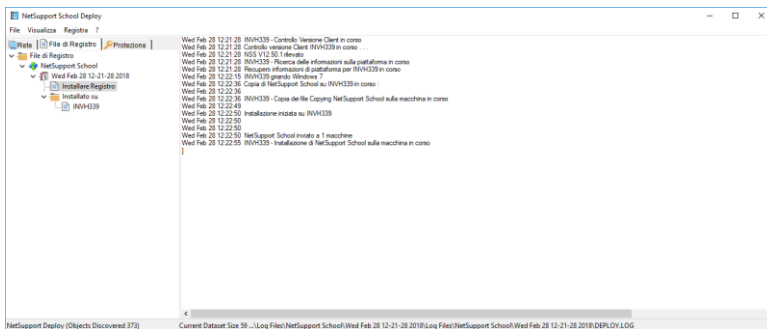 NetSupport School Deploy
File Visualizza Registra ?
Rete File di Registro Protezione
File di Registro
NetSupport School
Wed Feb 28 12-21-28 2018
Installare Registro
Installato su
INVH339
Wed Feb 28 12:21:28 INVH339 - Controllo Versione Client in corso
Wed Feb 28 12:21:28 Controllo versione Client INVH339 in corso . . .
Wed Feb 28 12:21:28 NSS V12.50.1 rilevato
Wed Feb 28 12:21:28 INVH339 - Ricerca delle informazioni sulla piattaforma in corso
Wed Feb 28 12:21:28 Recupero informazioni di piattaforma per INVH339 in corso
Wed Feb 28 12:22:15 INVH339 girando Windows 7
Wed Feb 28 12:22:36 Copia di NetSupport School su INVH339 in corso :
Wed Feb 28 12:22:36
Wed Feb 28 12:22:36 INVH339 - Copia dei file Copying NetSupport School sulla macchina in corso
Wed Feb 28 12:22:49
Wed Feb 28 12:22:50 Installazione iniziata su INVH339
Wed Feb 28 12:22:50
Wed Feb 28 12:22:50
Wed Feb 28 12:22:50 NetSupport School inviato a 1 macchine
Wed Feb 28 12:22:55 INVH339 - Installazione di NetSupport School sulla macchina in corso
NetSupport Deploy (Objects Discovered 373) Current Dataset Size 59 ...\Log Files\NetSupport School\Wed Feb 28 12-21-28 2018\Log Files\NetSupport School\Wed Feb 28 12-21-28 2018\DEPLOY.LOG